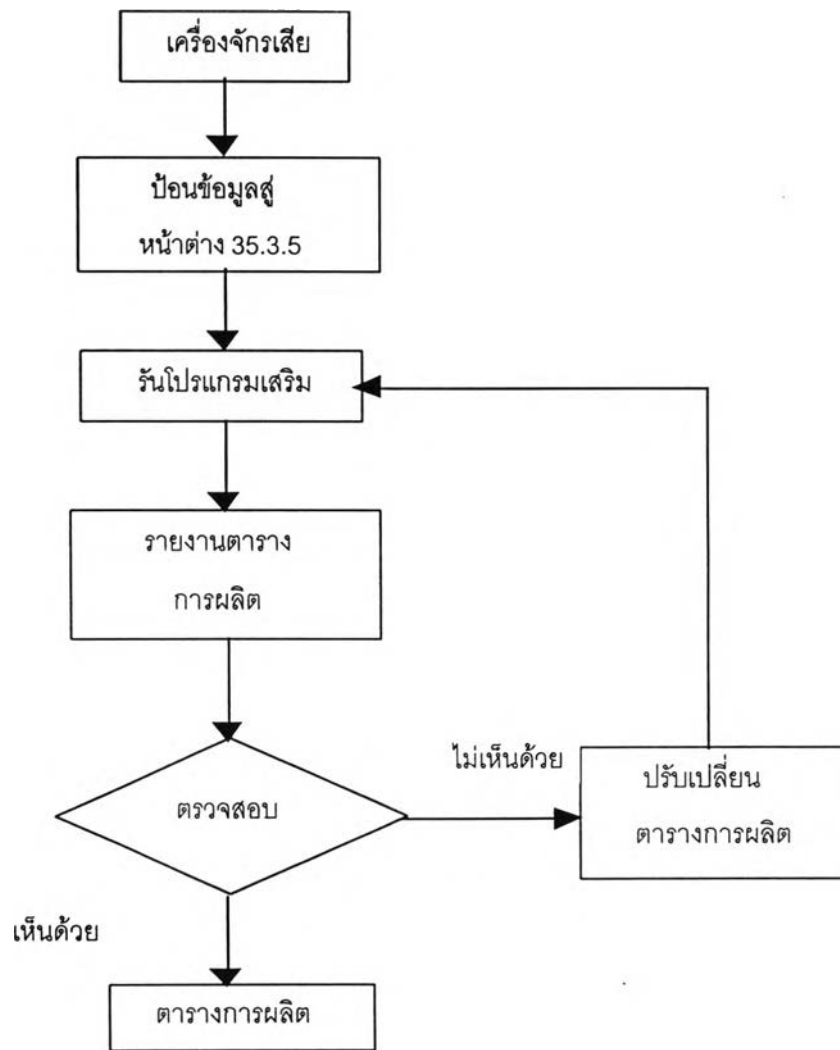 เครื่องจักรเสีย
ป้อนข้อมูลสู่
หน้าต่าง 35.3.5
รันโปรแกรมเสริม
รายงานตาราง
การผลิต
ตรวจสอบ
ไม่เห็นด้วย
ปรับเปลี่ยน
ตารางการผลิต
เห็นด้วย
ตารางการผลิต